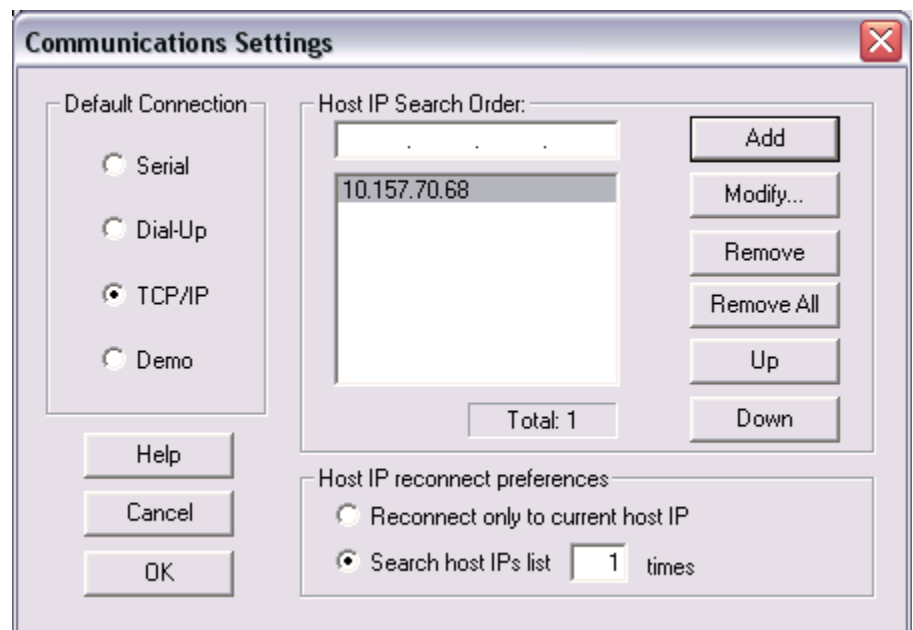 Communications Settings
Default Connection
Serial
Dial-Up
TCP/IP
Demo
Help
Cancel
OK
Host IP Search Order:
. . .
10.157.70.68
Total: 1
Add
Modify...
Remove
Remove All
Up
Down
Host IP reconnect preferences
Reconnect only to current host IP
Search host IPs list 1 times